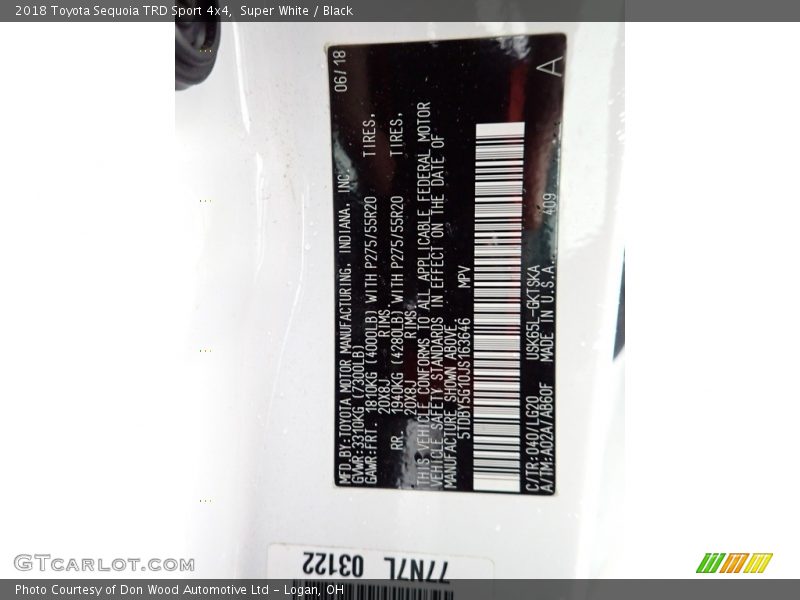 2018 Toyota Sequoia TRD Sport 4x4,  Super White / Black
06/18
MFD.BY:TOYOTA MOTOR MANUFACTURING, INDIANA, INC.
GVWR:3310KG (7300LB)
GAWR:FRT. 1810KG (4000LB) WITH P275/55R20 TIRES,
20X8J RIMS.
RR. 1940KG (4280LB) WITH P275/55R20 TIRES,
20X8J RIMS.
THIS VEHICLE CONFORMS TO ALL APPLICABLE FEDERAL MOTOR
VEHICLE SAFETY STANDARDS IN EFFECT ON THE DATE OF
MANUFACTURE SHOWN ABOVE.
5TDBY5G10JS163646 MPV
C/TR:040/LG20 USK65L-GKTSKA
A/TM:A02A/AB60F MADE IN U.S.A. 409
A
77N7L 03122
GTCARLOT.COM
Photo Courtesy of Don Wood Automotive Ltd - Logan, OH